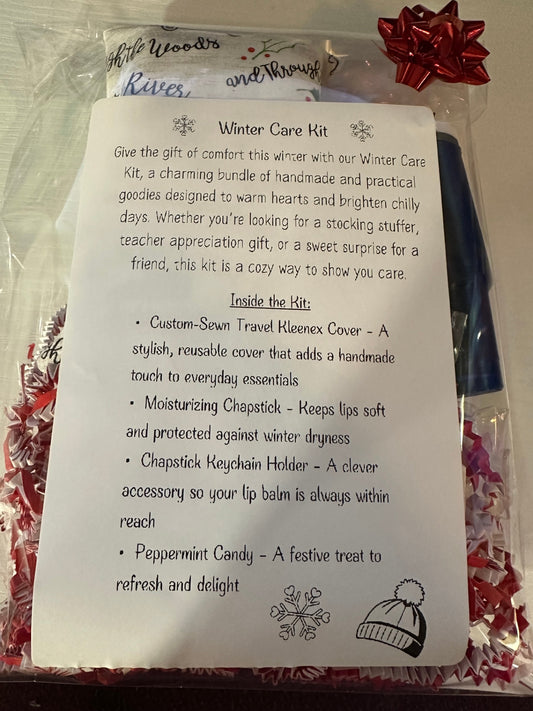 the Woods
and Through
River
Winter Care Kit
Give the gift of comfort this winter with our Winter Care
Kit, a charming bundle of handmade and practical
goodies designed to warm hearts and brighten chilly
days. Whether you're looking for a stocking stuffer,
teacher appreciation gift, or a sweet surprise for a
friend, this kit is a cozy way to show you care.
Inside the Kit:
• Custom-Sewn Travel Kleenex Cover – A
stylish, reusable cover that adds a handmade
touch to everyday essentials
• Moisturizing Chapstick – Keeps lips soft
and protected against winter dryness
• Chapstick Keychain Holder – A clever
accessory so your lip balm is always within
reach
• Peppermint Candy – A festive treat to
refresh and delight